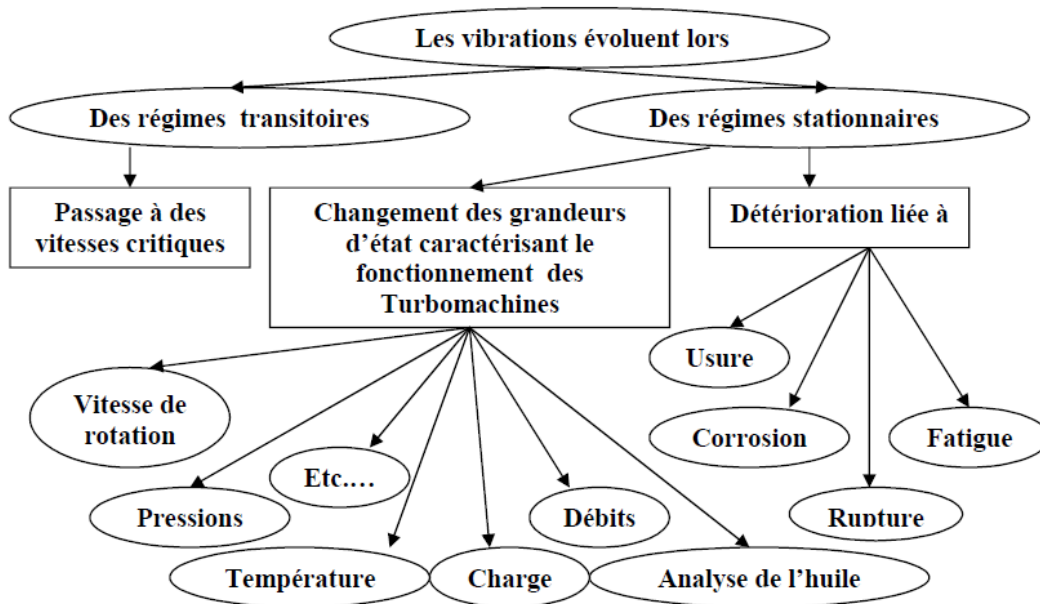 Les vibrations évoluent lors
Des régimes transitoires
Des régimes stationnaires
Passage à des
vitesses critiques
Changement des grandeurs
d'état caractérisant le
fonctionnement des
Turbomachines
Détérioration liée à
Usure
Vitesse de
rotation
Corrosion
Fatigue
Etc.…
Pressions
Débits
Rupture
Température
Charge
Analyse de l'huile